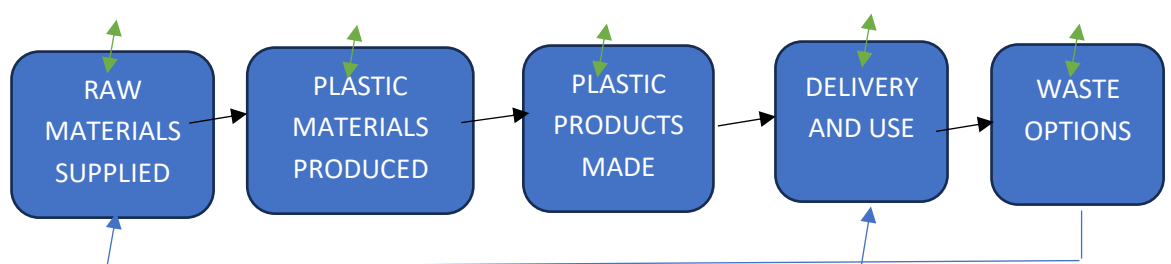 RAW
MATERIALS
SUPPLIED
PLASTIC
MATERIALS
PRODUCED
PLASTIC
PRODUCTS
MADE
DELIVERY
AND USE
WASTE
OPTIONS